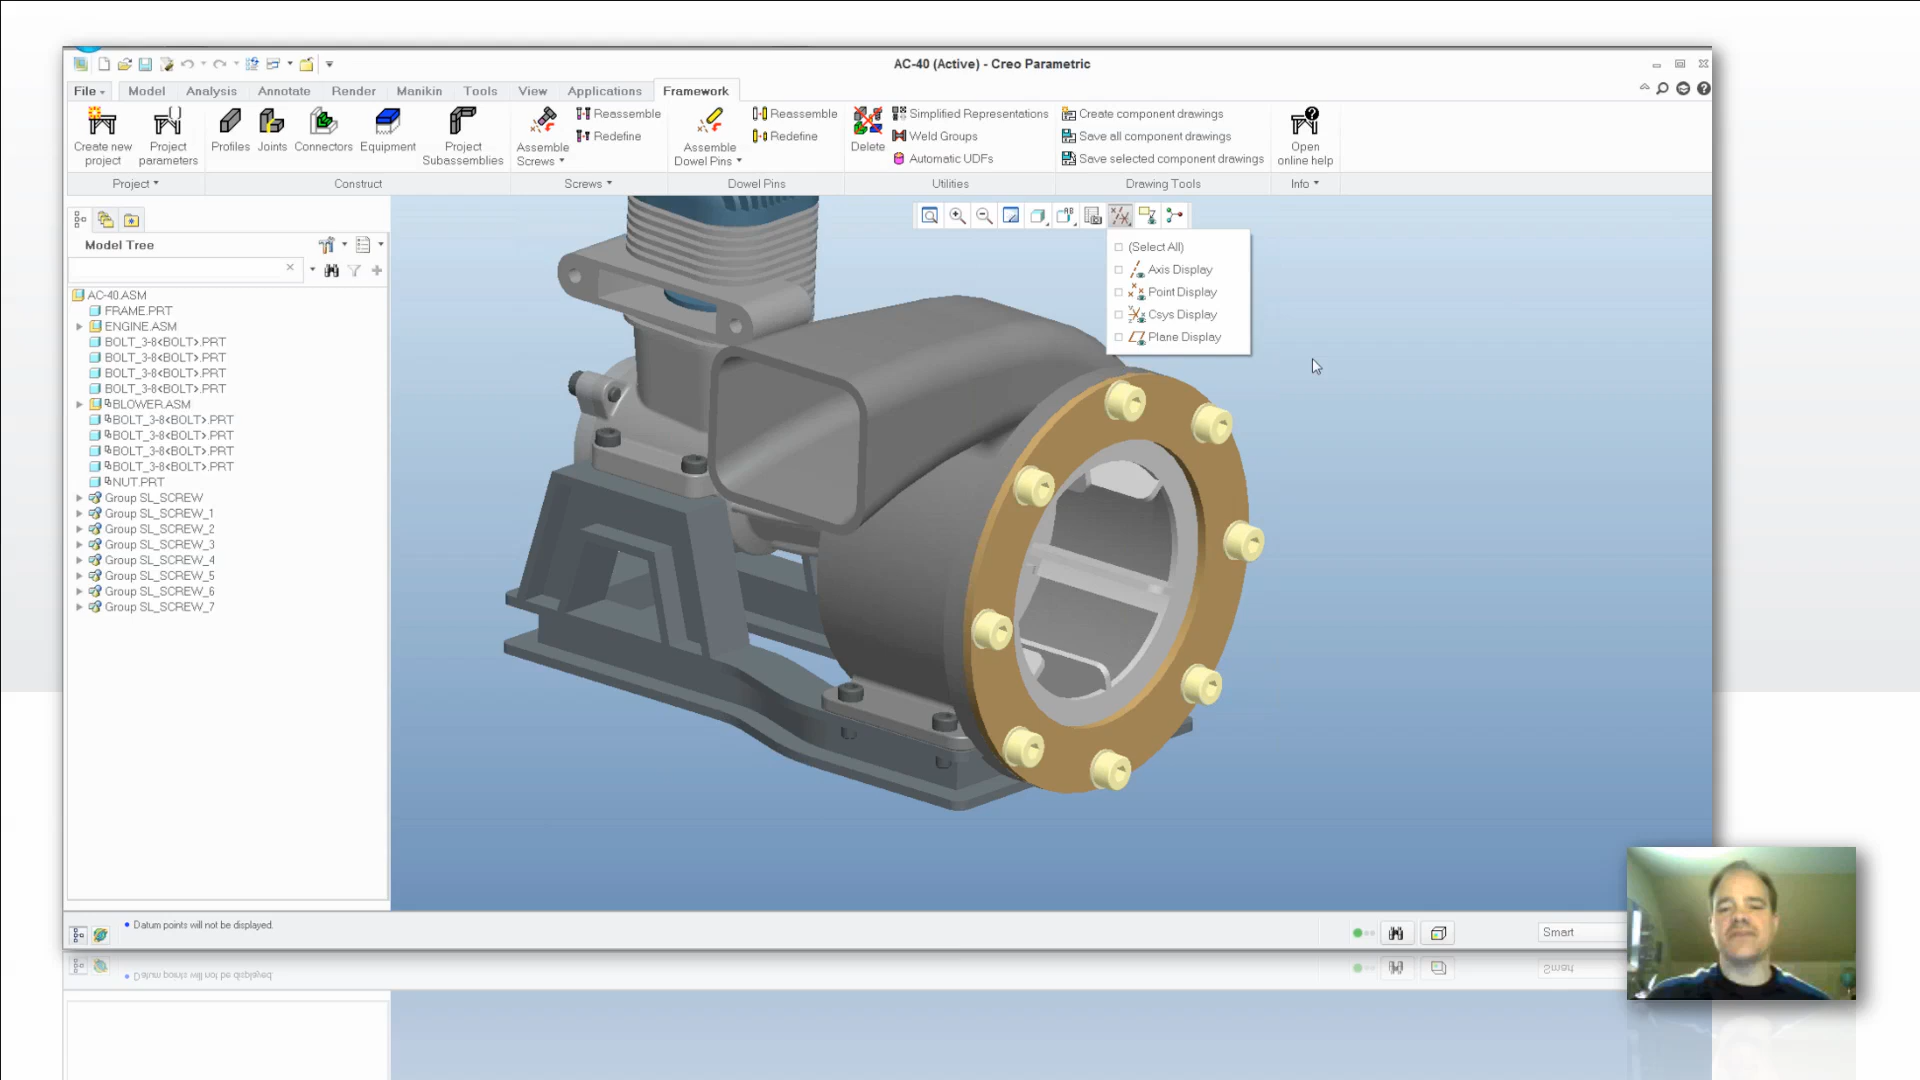 AC-40 (Active) - Creo Parametric
File
Model
Analysis
Annotate
Render
Manikin
Tools
View
Applications
Framework
Create new project
Project parameters
Profiles
Joints
Connectors
Equipment
Project Subassemblies
Assemble Screws
Reassemble
Redefine
Assemble Dowel Pins
Reassemble
Redefine
Delete
Simplified Representations
Weld Groups
Automatic UDFs
Create component drawings
Save all component drawings
Save selected component drawings
Open online help
Project
Construct
Screws
Dowel Pins
Utilities
Drawing Tools
Info
Model Tree
AC-40.ASM
FRAME.PRT
ENGINE.ASM
BOLT_3-8<BOLT>.PRT
BOLT_3-8<BOLT>.PRT
BOLT_3-8<BOLT>.PRT
BOLT_3-8<BOLT>.PRT
BLOWER.ASM
BOLT_3-8<BOLT>.PRT
BOLT_3-8<BOLT>.PRT
BOLT_3-8<BOLT>.PRT
BOLT_3-8<BOLT>.PRT
NUT.PRT
Group SL_SCREW
Group SL_SCREW_1
Group SL_SCREW_2
Group SL_SCREW_3
Group SL_SCREW_4
Group SL_SCREW_5
Group SL_SCREW_6
Group SL_SCREW_7
(Select All)
Axis Display
Point Display
Csys Display
Plane Display
• Datum points will not be displayed.
Smart
• Datum points will not be displayed.
Smart